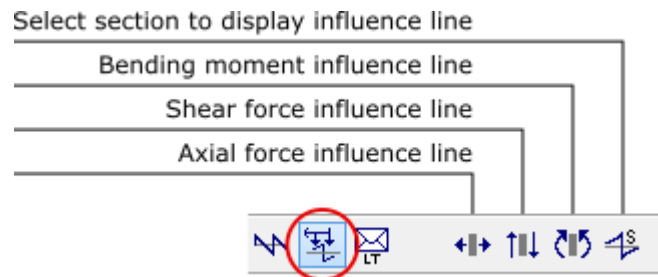 Select section to display influence line
Bending moment influence line
Shear force influence line
Axial force influence line
LT
S